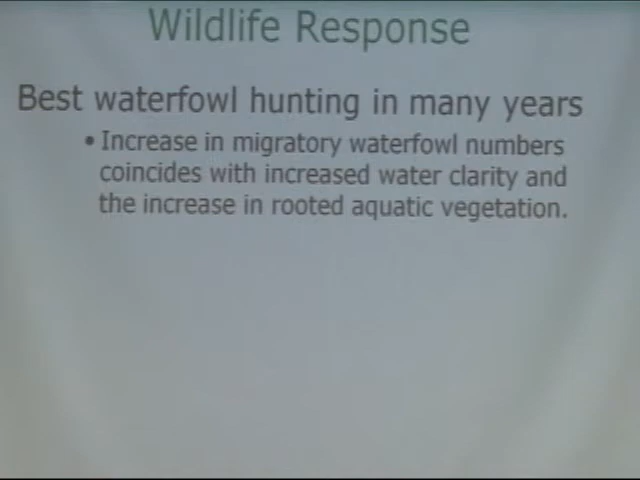 Wildlife Response
Best waterfowl hunting in many years
• Increase in migratory waterfowl numbers
coincides with increased water clarity and
the increase in rooted aquatic vegetation.